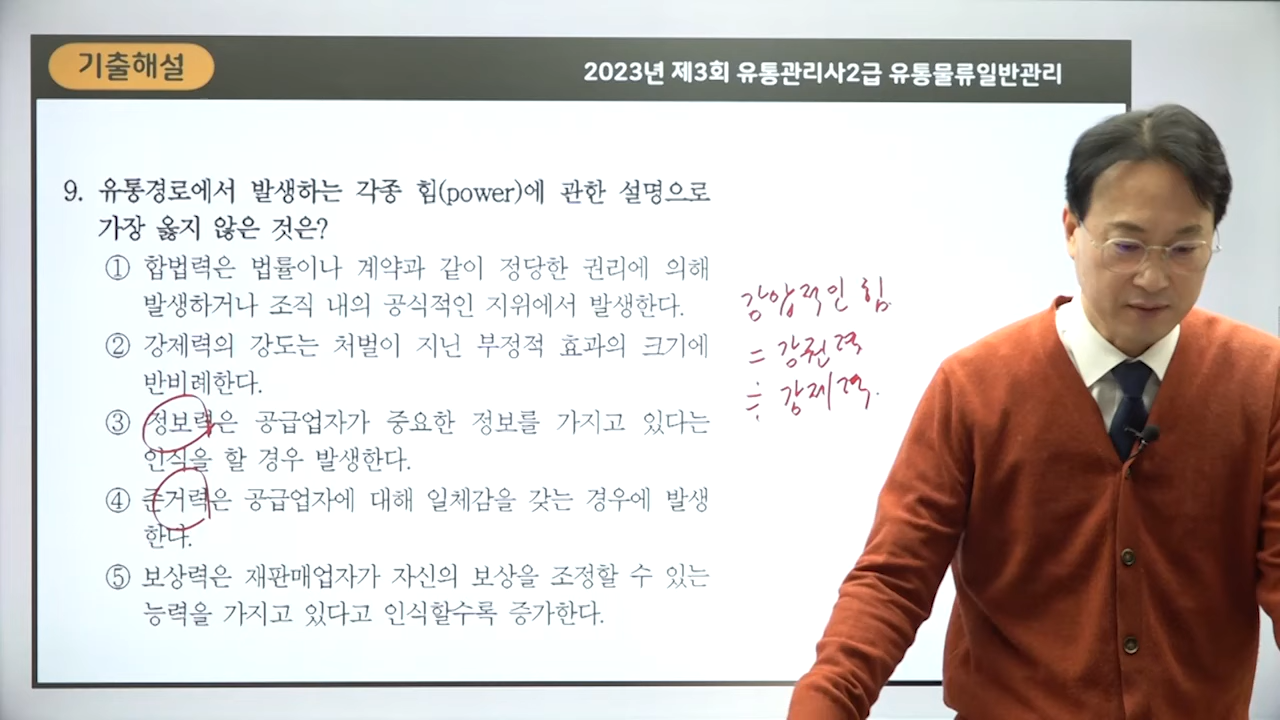 기출해설
2023년 제3회 유통관리사2급 유통물류일반관리
9. 유통경로에서 발생하는 각종 힘(power)에 관한 설명으로
가장 옳지 않은 것은?
① 합법력은 법률이나 계약과 같이 정당한 권리에 의해
발생하거나 조직 내의 공식적인 지위에서 발생한다.
② 강제력의 강도는 처벌이 지닌 부정적 효과의 크기에
반비례한다.
③ 정보력은 공급업자가 중요한 정보를 가지고 있다는
인식을 할 경우 발생한다.
④ 준거력은 공급업자에 대해 일체감을 갖는 경우에 발생
한다.
⑤ 보상력은 재판매업자가 자신의 보상을 조정할 수 있는
능력을 가지고 있다고 인식할수록 증가한다.
강압적인 힘.
= 강권력
÷ 강제력.